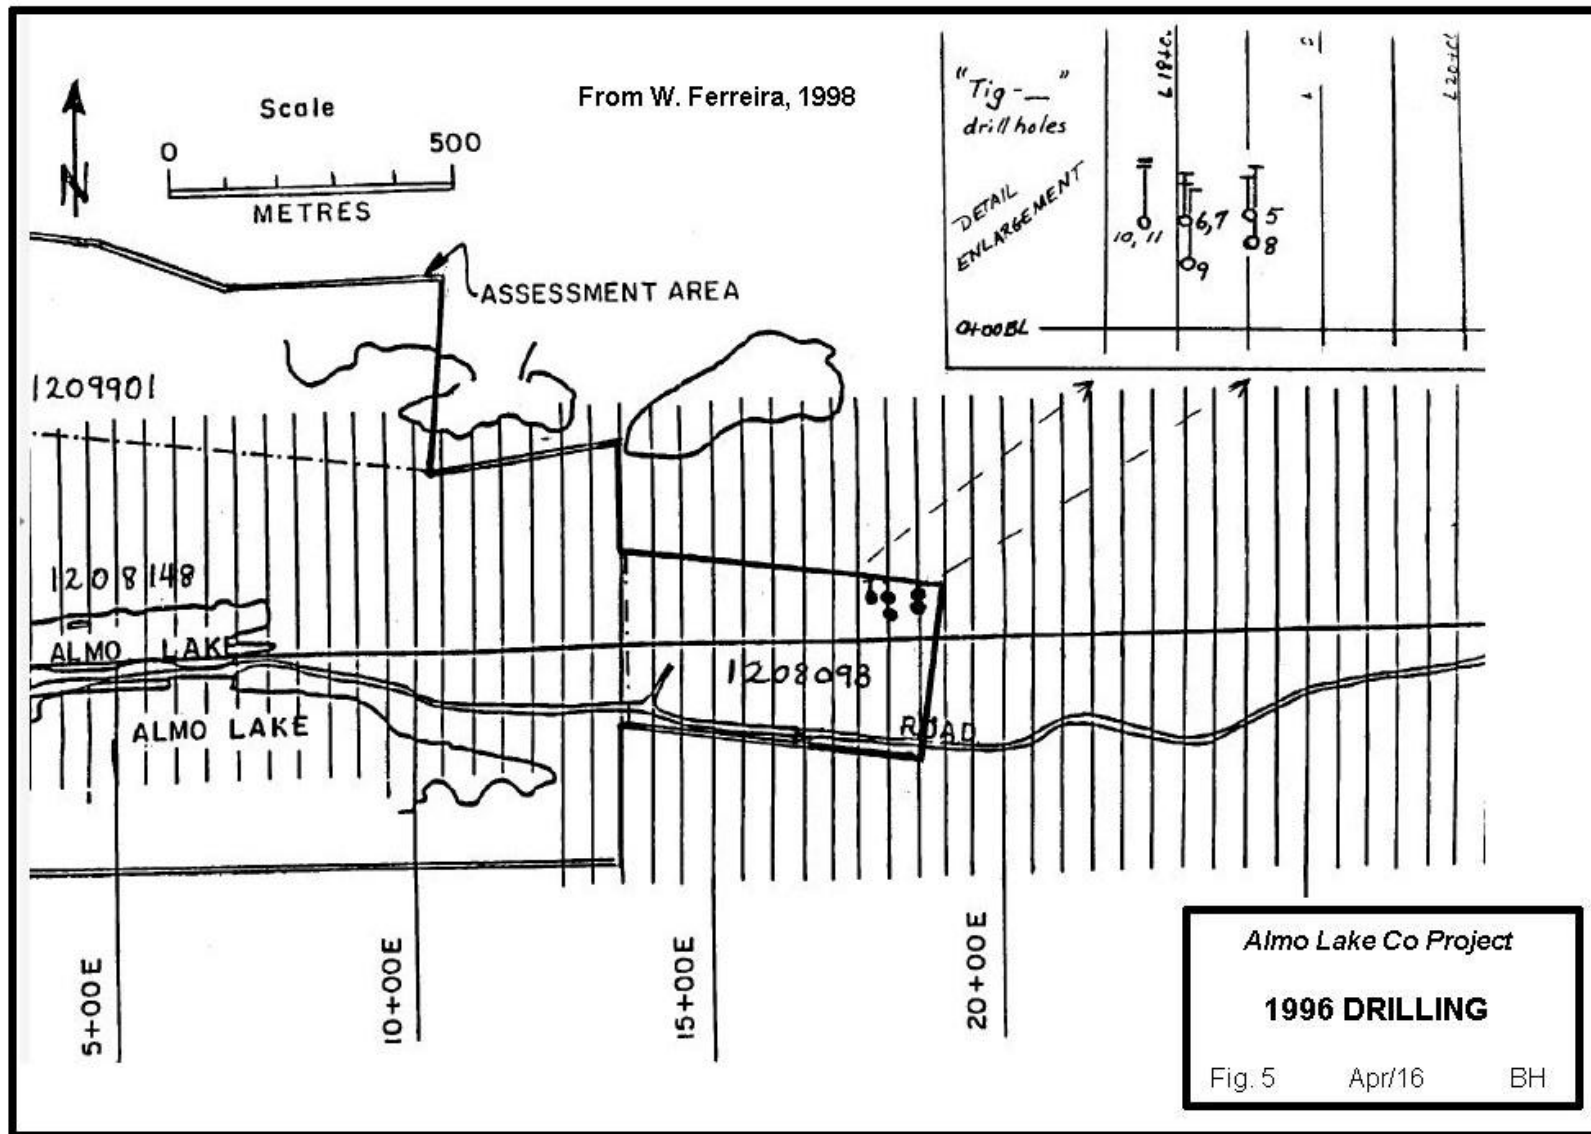 From W. Ferreira, 1998
Scale
0
500
METRES
N
ASSESSMENT AREA
"Tig-__"
drill holes
DETAIL
ENLARGEMENT
10, 11
6,7
5
8
9
0+00BL
1209901
1208148
ALMO LAKE
ALMO LAKE
1208098
ROAD
5+00E
10+00E
15+00E
20+00E
Almo Lake Co Project
1996 DRILLING
Fig. 5 Apr/16 BH